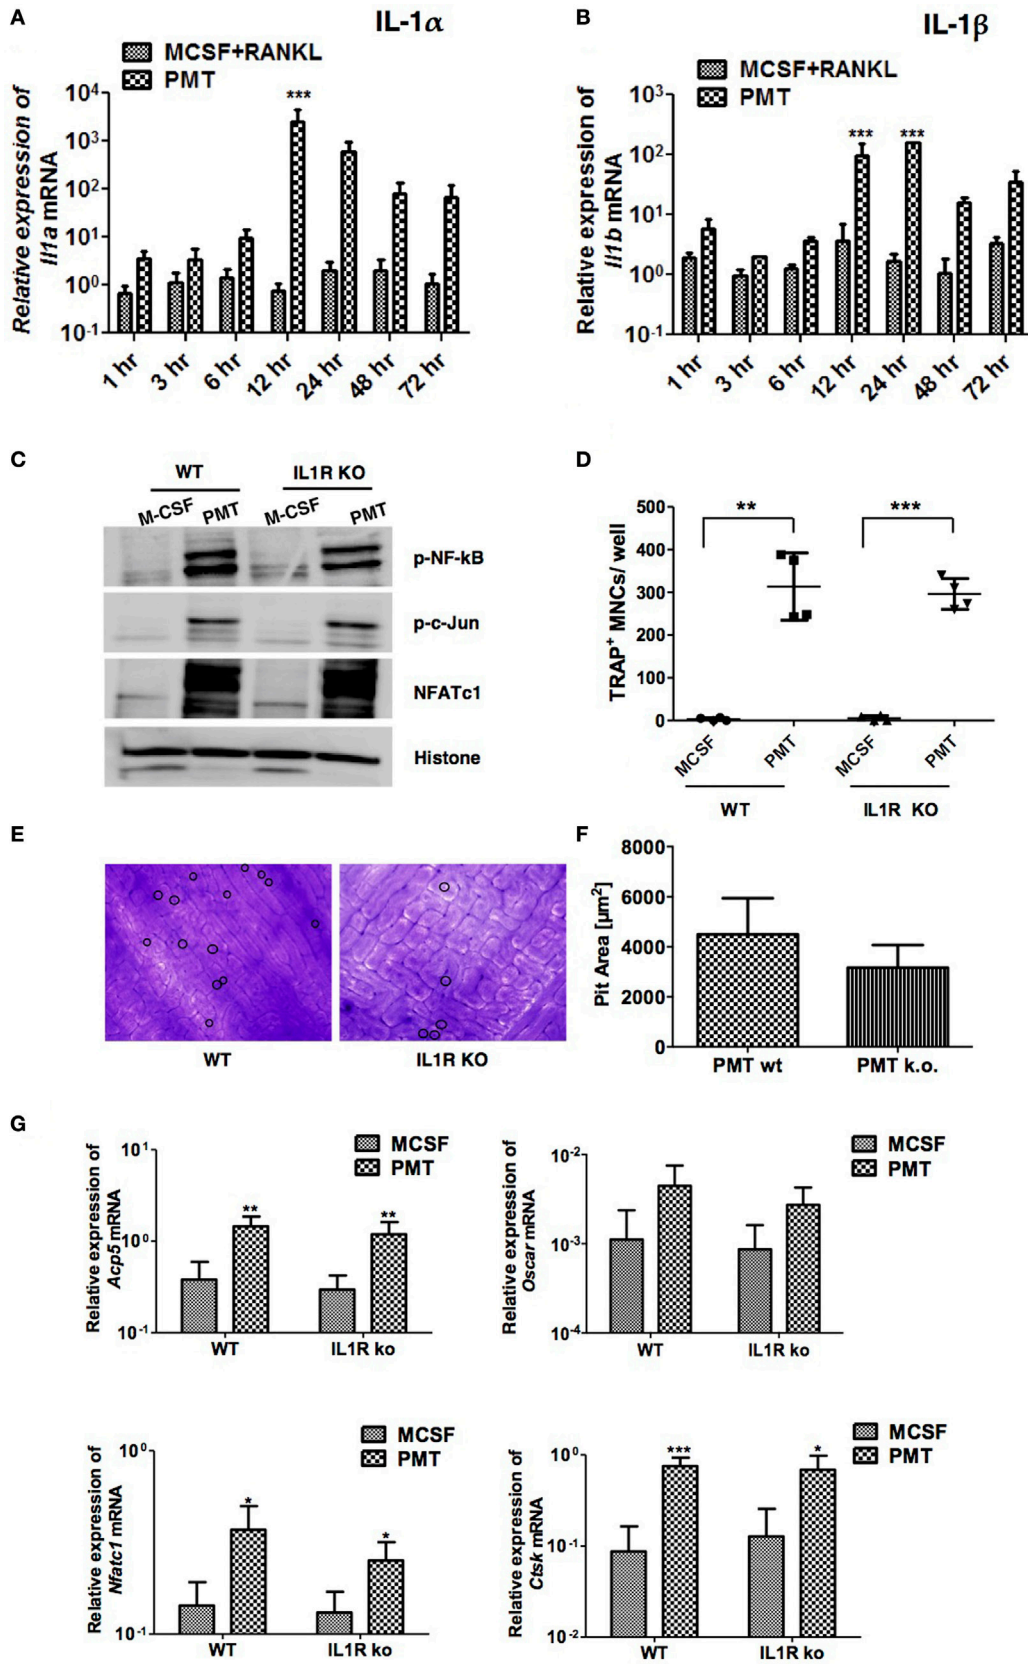 A
IL-1α
MCSF+RANKL
PMT
Relative expression of
Il1a mRNA
10^4
10^3
10^2
10^1
10^0
10^-1
1 hr
3 hr
6 hr
12 hr
24 hr
48 hr
72 hr
***
B
IL-1β
MCSF+RANKL
PMT
Relative expression of
Il1b mRNA
10^3
10^2
10^1
10^0
10^-1
1 hr
3 hr
6 hr
12 hr
24 hr
48 hr
72 hr
***
***
C
WT
IL1R KO
M-CSF
PMT
M-CSF
PMT
p-NF-kB
p-c-Jun
NFATc1
Histone
D
TRAP+ MNCs/ well
500
400
300
200
100
0
**
***
MCSF
PMT
MCSF
PMT
WT
IL1R KO
E
WT
IL1R KO
F
Pit Area [µm²]
8000
6000
4000
2000
0
PMT wt
PMT k.o.
G
MCSF
PMT
Relative expression of
Acp5 mRNA
10^1
10^0
10^-1
**
**
WT
IL1R ko
MCSF
PMT
Relative expression of
Oscar mRNA
10^-2
10^-3
10^-4
WT
IL1R ko
MCSF
PMT
Relative expression of
Nfatc1 mRNA
10^0
10^-1
*
*
WT
IL1R ko
MCSF
PMT
Relative expression of
Ctsk mRNA
10^0
10^-1
10^-2
***
*
WT
IL1R ko